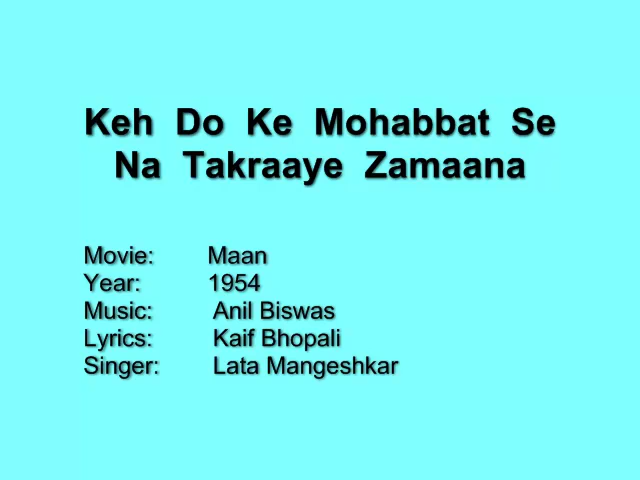 Keh Do Ke Mohabbat Se
Na Takraaye Zamaana
Movie: Maan
Year: 1954
Music: Anil Biswas
Lyrics: Kaif Bhopali
Singer: Lata Mangeshkar